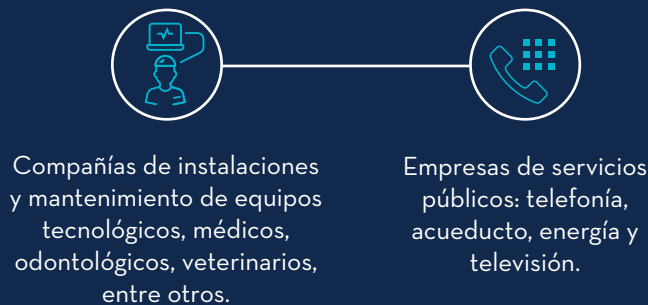 Compañías de instalaciones
y mantenimiento de equipos
tecnológicos, médicos,
odontológicos, veterinarios,
entre otros.
Empresas de servicios
públicos: telefonía,
acueducto, energía y
televisión.